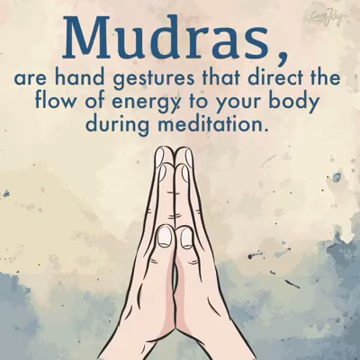 Mudras,
are hand gestures that direct the
flow of energy to your body
during meditation.